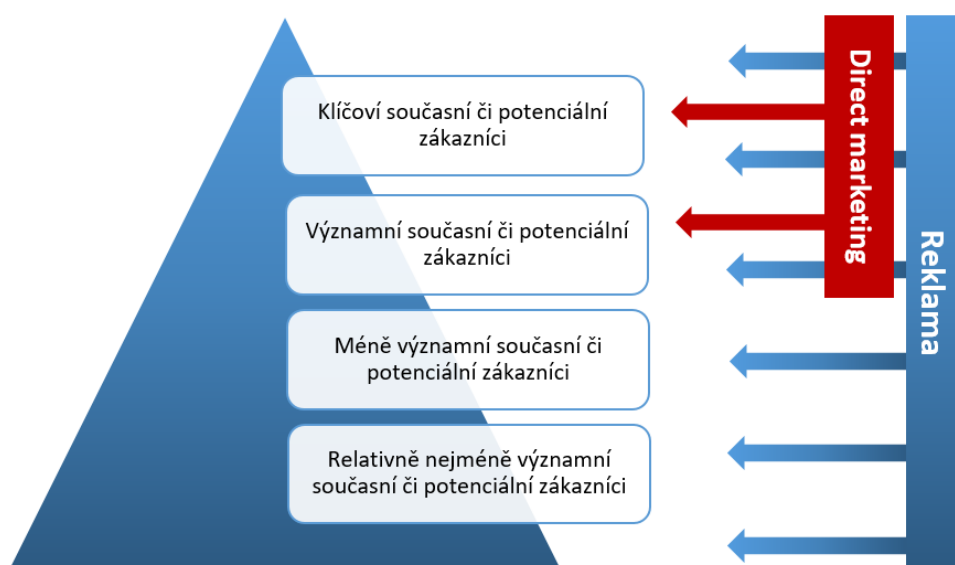 Klíčoví současní či potenciální
zákazníci
Významní současní či potenciální
zákazníci
Méně významní současní či
potenciální zákazníci
Relativně nejméně významní
současní či potenciální zákazníci
Direct marketing
Reklama